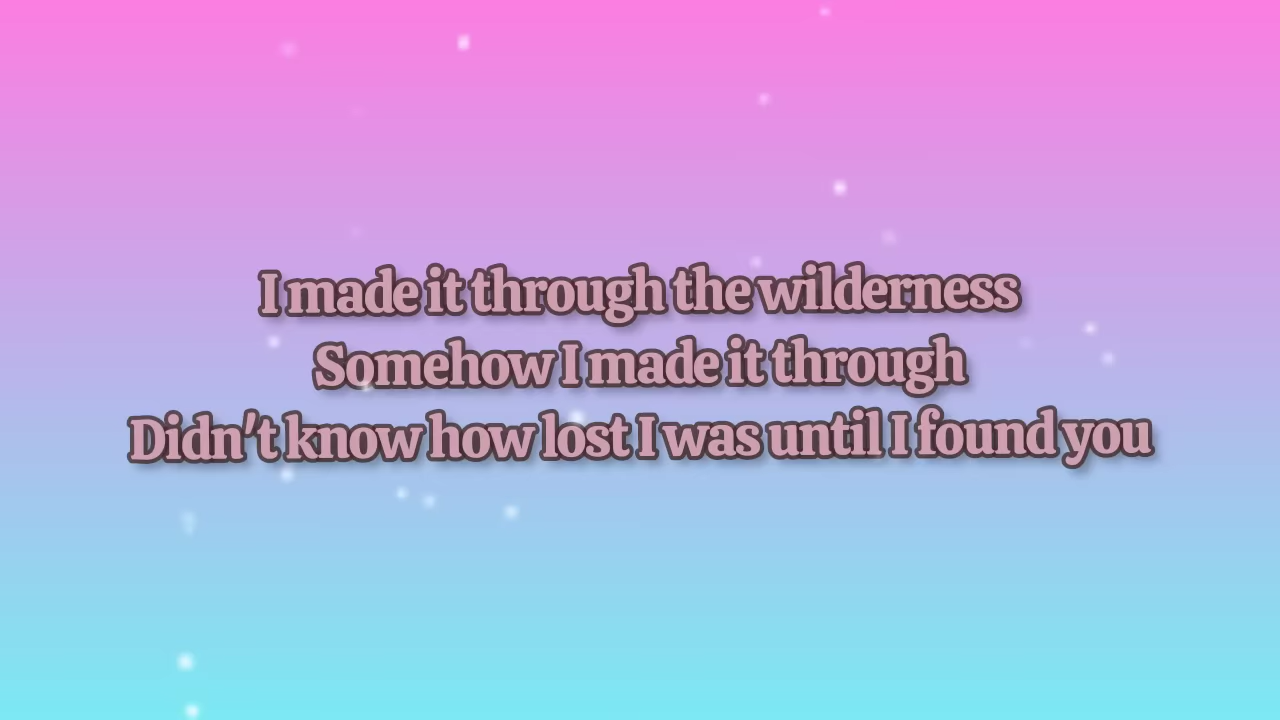 I made it through the wilderness
Somehow I made it through
Didn't know how lost I was until I found you